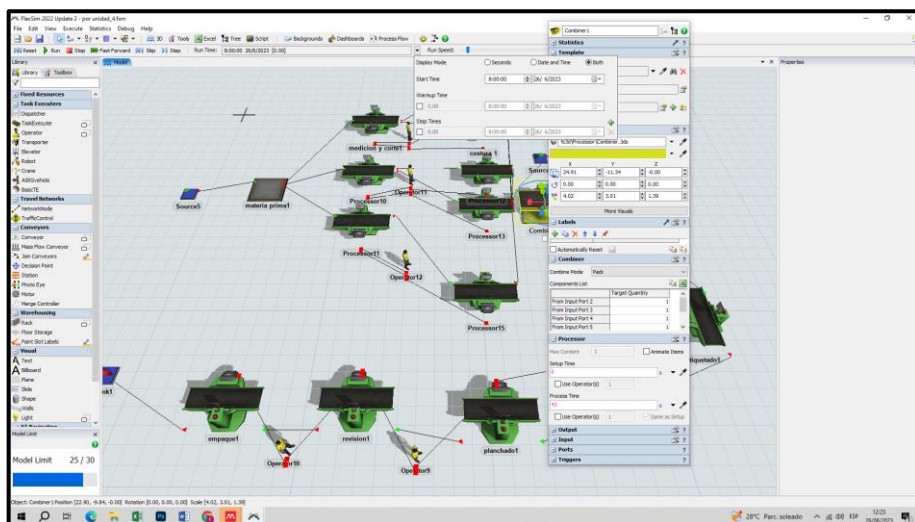 FlexSim 2022 Update 2 - por unidad_4.fsm
File Edit View Execute Statistics Debug Help
3D Tools Excel Tree Script Backgrounds Dashboards Process Flow
Reset Run Stop Fast Forward Skip Step Run Time: 8:00:00 26/6/2023 [0.00] Run Speed:
Library
Library Toolbox
Fixed Resources
Task Executers
Dispatcher
TaskExecuter
Operator
Transporter
Elevator
Robot
Crane
ASRSvehicle
BasicTE
Travel Networks
NetworkNode
TrafficControl
Conveyors
Conveyor
Mass Flow Conveyor
Join Conveyors
Decision Point
Station
Photo Eye
Motor
Merge Controller
Warehousing
Rack
Floor Storage
Paint Slot Labels
Visual
Text
Billboard
Plane
Slide
Shape
Walls
Light
Model Limit
Model Limit 25 / 30
Model
Display Mode Seconds Date and Time Both
Start Time 8:00:00 26/ 6/2023
Warmup Time
0.00 8:00:00 26/ 6/2023
Stop Times
0.00 8:00:00 26/ 6/2023
medicion y corte1
costura 1
Source5
materia prima1
Processor10
Operator11
Processor12
Processor13
Processor11
Operator12
Processor15
empaque1
Operator10
revision1
Operator9
planchado1
etiquetado1
Combiner1
Statistics
Template
fs3d\Processor\Combiner.3ds
X Y Z
24.91 -11.34 -0.00
0.00 0.00 0.00
4.02 3.01 1.39
More Visuals
Labels
Automatically Reset
Combiner
Combine Mode Pack
Components List
Target Quantity
From Input Port 2 1
From Input Port 3 1
From Input Port 4 1
From Input Port 5 1
Processor
Max Content Animate Items
Setup Time
Use Operator(s) 1
Process Time
Use Operator(s) 1 Same as Setup
Output
Input
Ports
Triggers
Properties
Object: Combiner1 Position [22.90, -9.84, -0.00] Rotation [0.00, 0.00, 0.00] Scale [4.02, 3.01, 1.39]
28°C Parc. soleado ESP 12:23
26/06/2023